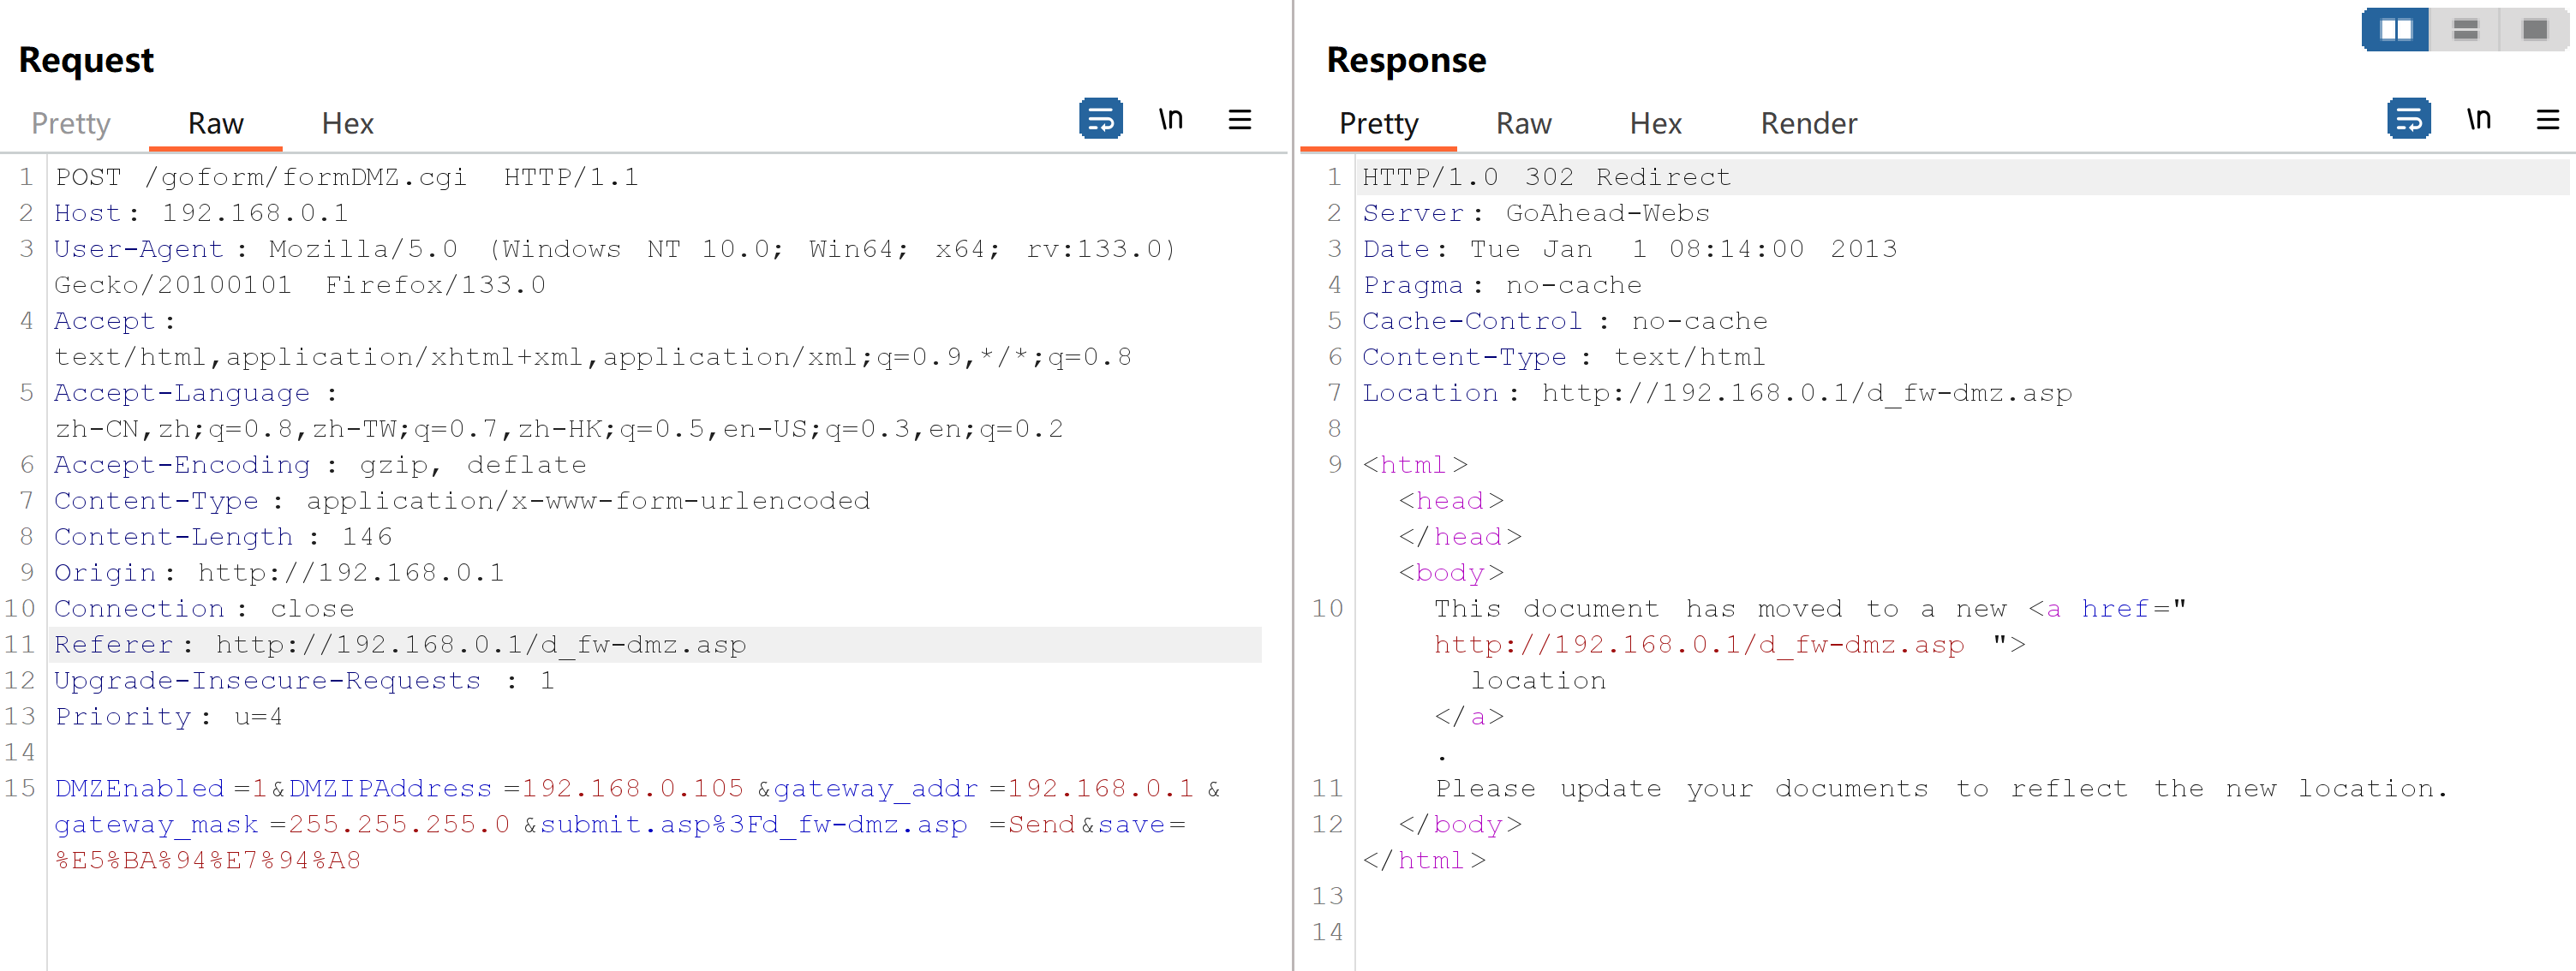 Request
Pretty Raw Hex
\n
1 POST /goform/formDMZ.cgi HTTP/1.1
2 Host: 192.168.0.1
3 User-Agent: Mozilla/5.0 (Windows NT 10.0; Win64; x64; rv:133.0)
Gecko/20100101 Firefox/133.0
4 Accept:
text/html,application/xhtml+xml,application/xml;q=0.9,*/*;q=0.8
5 Accept-Language:
zh-CN,zh;q=0.8,zh-TW;q=0.7,zh-HK;q=0.5,en-US;q=0.3,en;q=0.2
6 Accept-Encoding: gzip, deflate
7 Content-Type: application/x-www-form-urlencoded
8 Content-Length: 146
9 Origin: http://192.168.0.1
10 Connection: close
11 Referer: http://192.168.0.1/d_fw-dmz.asp
12 Upgrade-Insecure-Requests: 1
13 Priority: u=4
14
15 DMZEnabled=1&DMZIPAddress=192.168.0.105&gateway_addr=192.168.0.1&
gateway_mask=255.255.255.0&submit.asp%3Fd_fw-dmz.asp=Send&save=
%E5%BA%94%E7%94%A8
Response
Pretty Raw Hex Render
\n
1 HTTP/1.0 302 Redirect
2 Server: GoAhead-Webs
3 Date: Tue Jan 1 08:14:00 2013
4 Pragma: no-cache
5 Cache-Control: no-cache
6 Content-Type: text/html
7 Location: http://192.168.0.1/d_fw-dmz.asp
8
9 <html>
<head>
</head>
<body>
10 This document has moved to a new <a href="
http://192.168.0.1/d_fw-dmz.asp">
location
</a>
.
11 Please update your documents to reflect the new location.
12 </body>
</html>
13
14